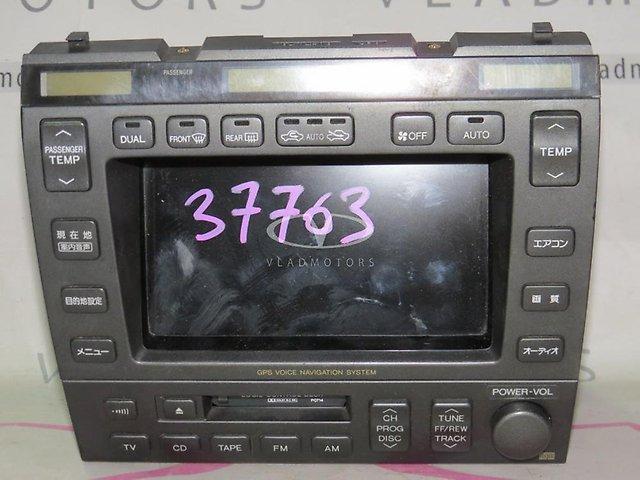 VLADMOTORS
PASSENGER
DUAL FRONT REAR AUTO OFF AUTO
PASSENGER TEMP
TEMP
37763
VLADMOTORS
現在地
案内音声
エアコン
目的地設定
画質
メニュー
オーディオ
GPS VOICE NAVIGATION SYSTEM
POWER-VOL
CH PROG DISC
TUNE FF/REW TRACK
TV CD TAPE FM AM